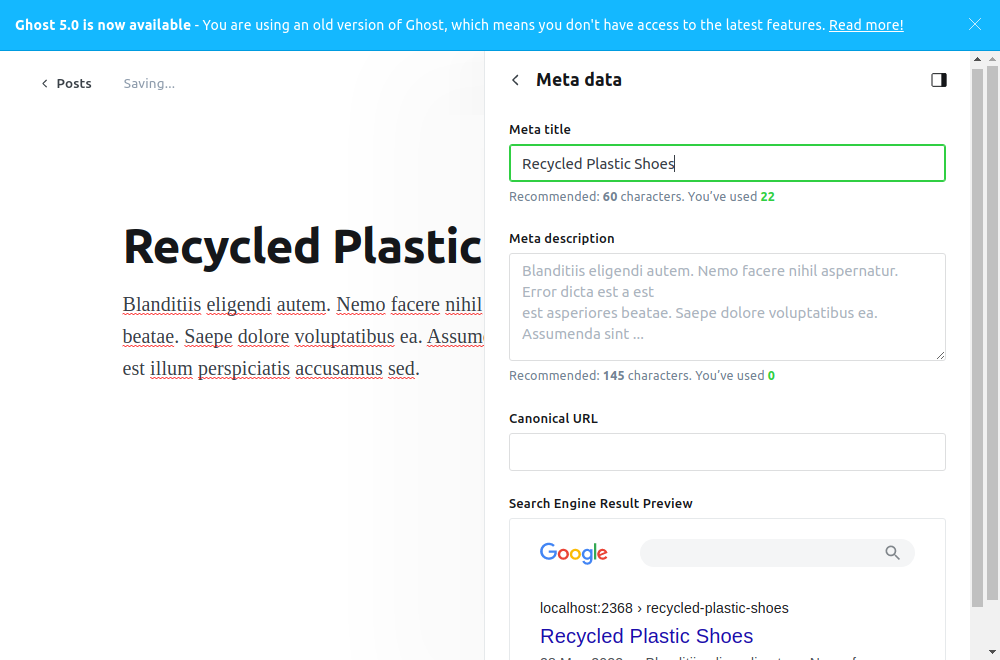 Ghost 5.0 is now available - You are using an old version of Ghost, which means you don't have access to the latest features. Read more!
Posts
Saving...
Recycled Plastic
Blanditiis eligendi autem. Nemo facere nihil
beatae. Saepe dolore voluptatibus ea. Assum
est illum perspiciatis accusamus sed.
Meta data
Meta title
Recycled Plastic Shoes
Recommended: 60 characters. You've used 22
Meta description
Blanditiis eligendi autem. Nemo facere nihil aspernatur.
Error dicta est a est
est asperiores beatae. Saepe dolore voluptatibus ea.
Assumenda sint ...
Recommended: 145 characters. You've used 0
Canonical URL
Search Engine Result Preview
Google
localhost:2368 › recycled-plastic-shoes
Recycled Plastic Shoes